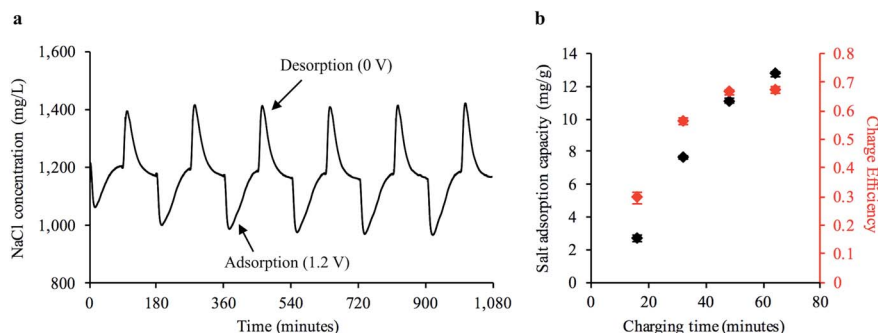 a
NaCl concentration (mg/L)
1,600
1,400
1,200
1,000
800
Desorption (0 V)
Adsorption (1.2 V)
0 180 360 540 720 900 1,080
Time (minutes)
b
Salt adsorption capacity (mg/g)
14
12
10
8
6
4
2
0
0.8
0.7
0.6
0.5
0.4
0.3
0.2
0.1
0
Charge Efficiency
0 20 40 60 80
Charging time (minutes)